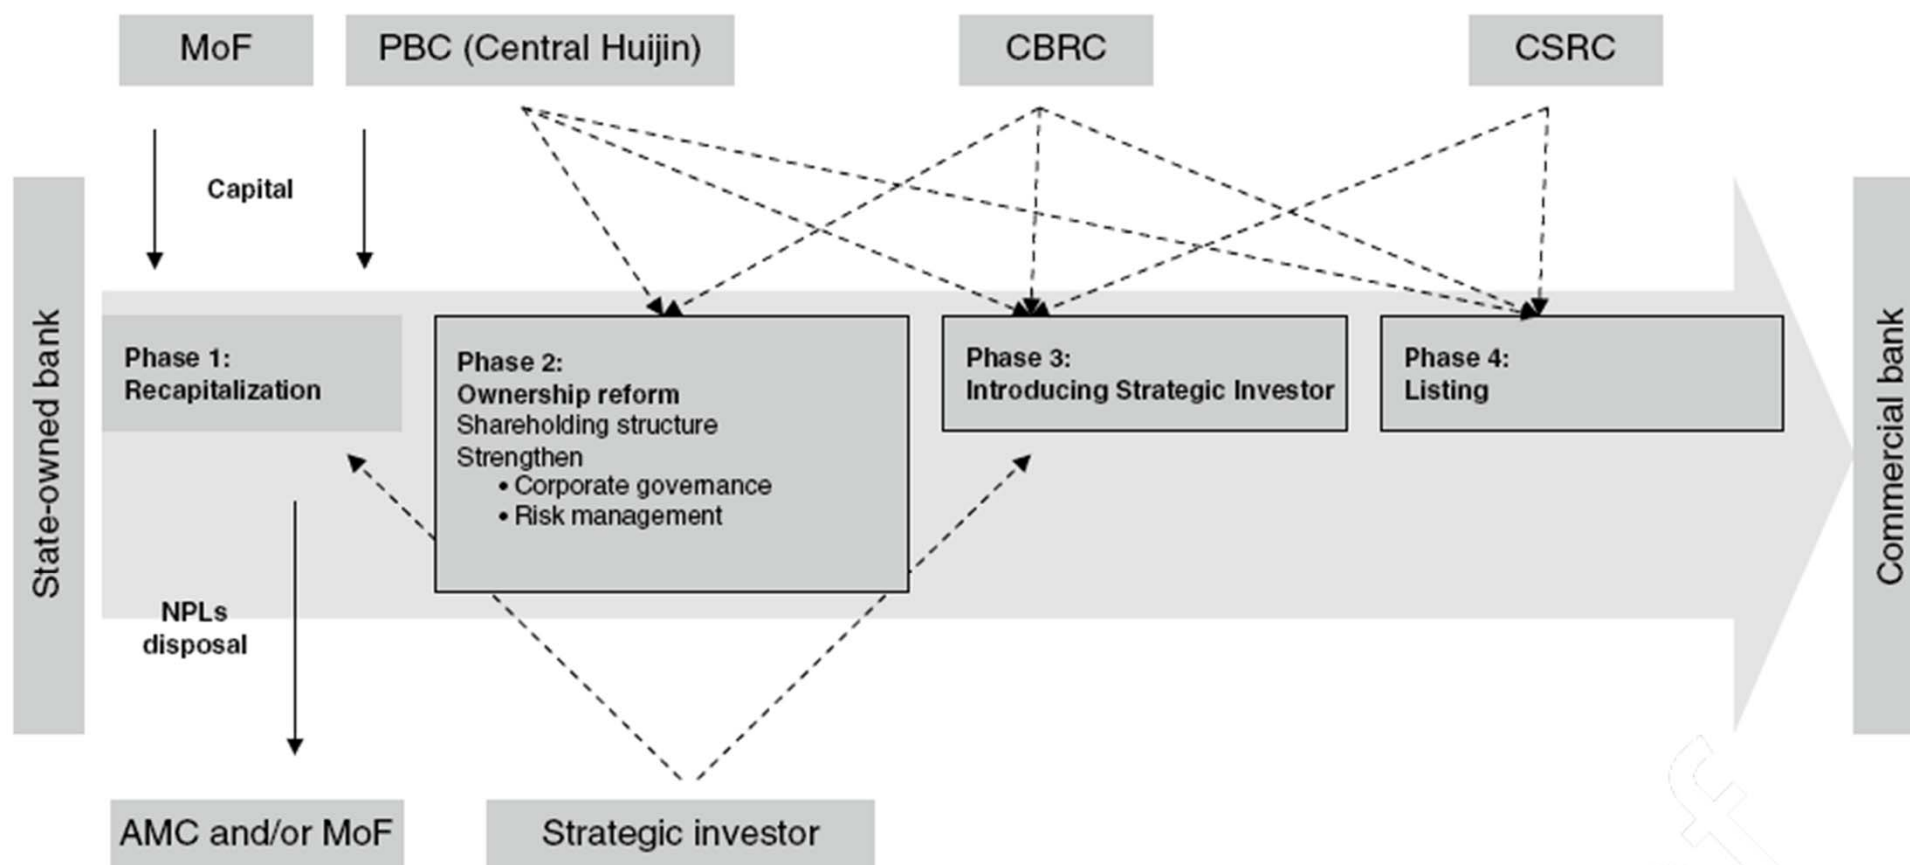 MoF
PBC (Central Huijin)
CBRC
CSRC
Capital
State-owned bank
Phase 1:
Recapitalization
Phase 2:
Ownership reform
Shareholding structure
Strengthen
• Corporate governance
• Risk management
Phase 3:
Introducing Strategic Investor
Phase 4:
Listing
Commercial bank
NPLs
disposal
AMC and/or MoF
Strategic investor